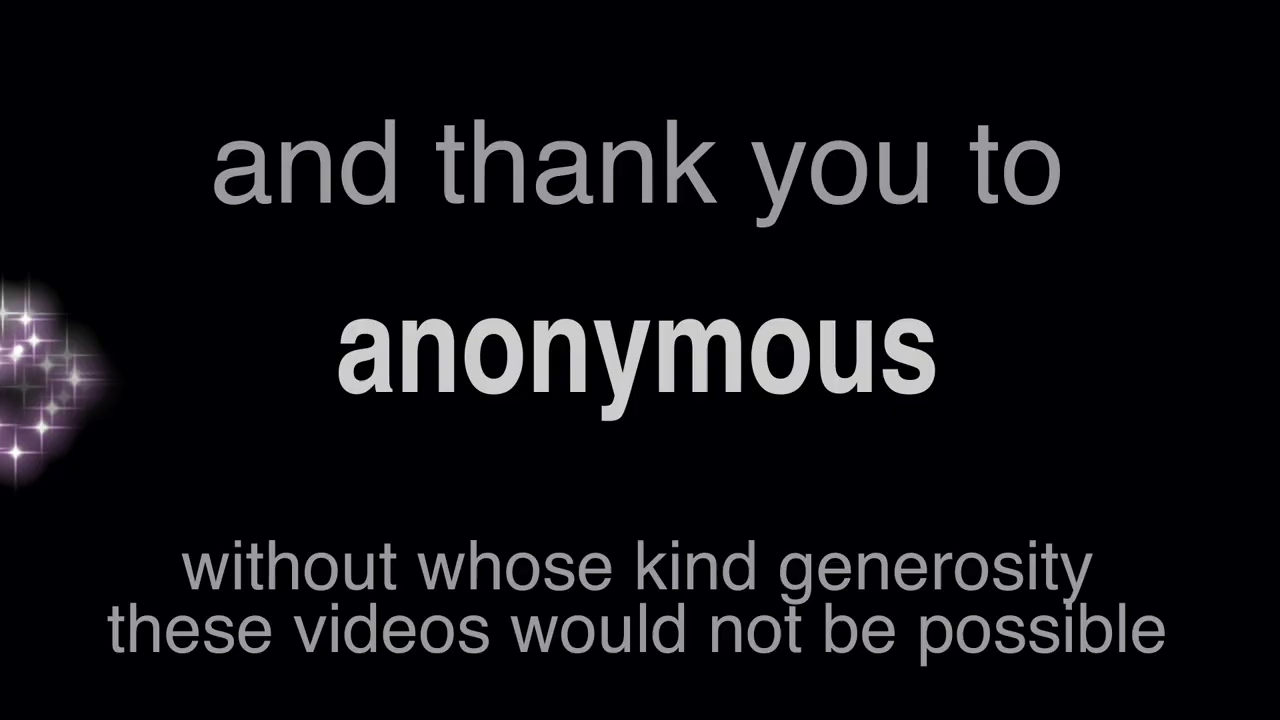 and thank you to
anonymous
without whose kind generosity
these videos would not be possible